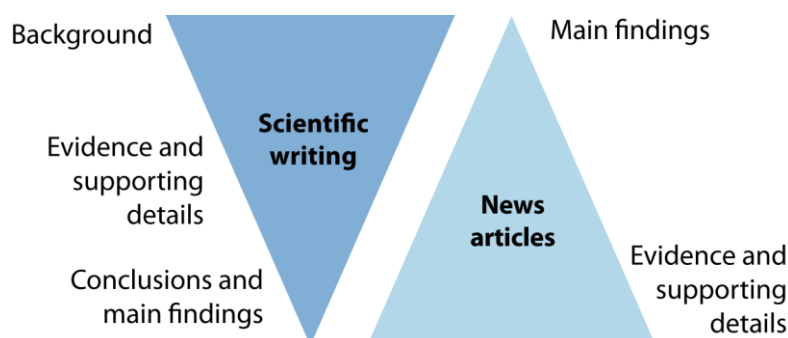 Background
Scientific
writing
Evidence and
supporting
details
Conclusions and
main findings
Main findings
News
articles
Evidence and
supporting
details